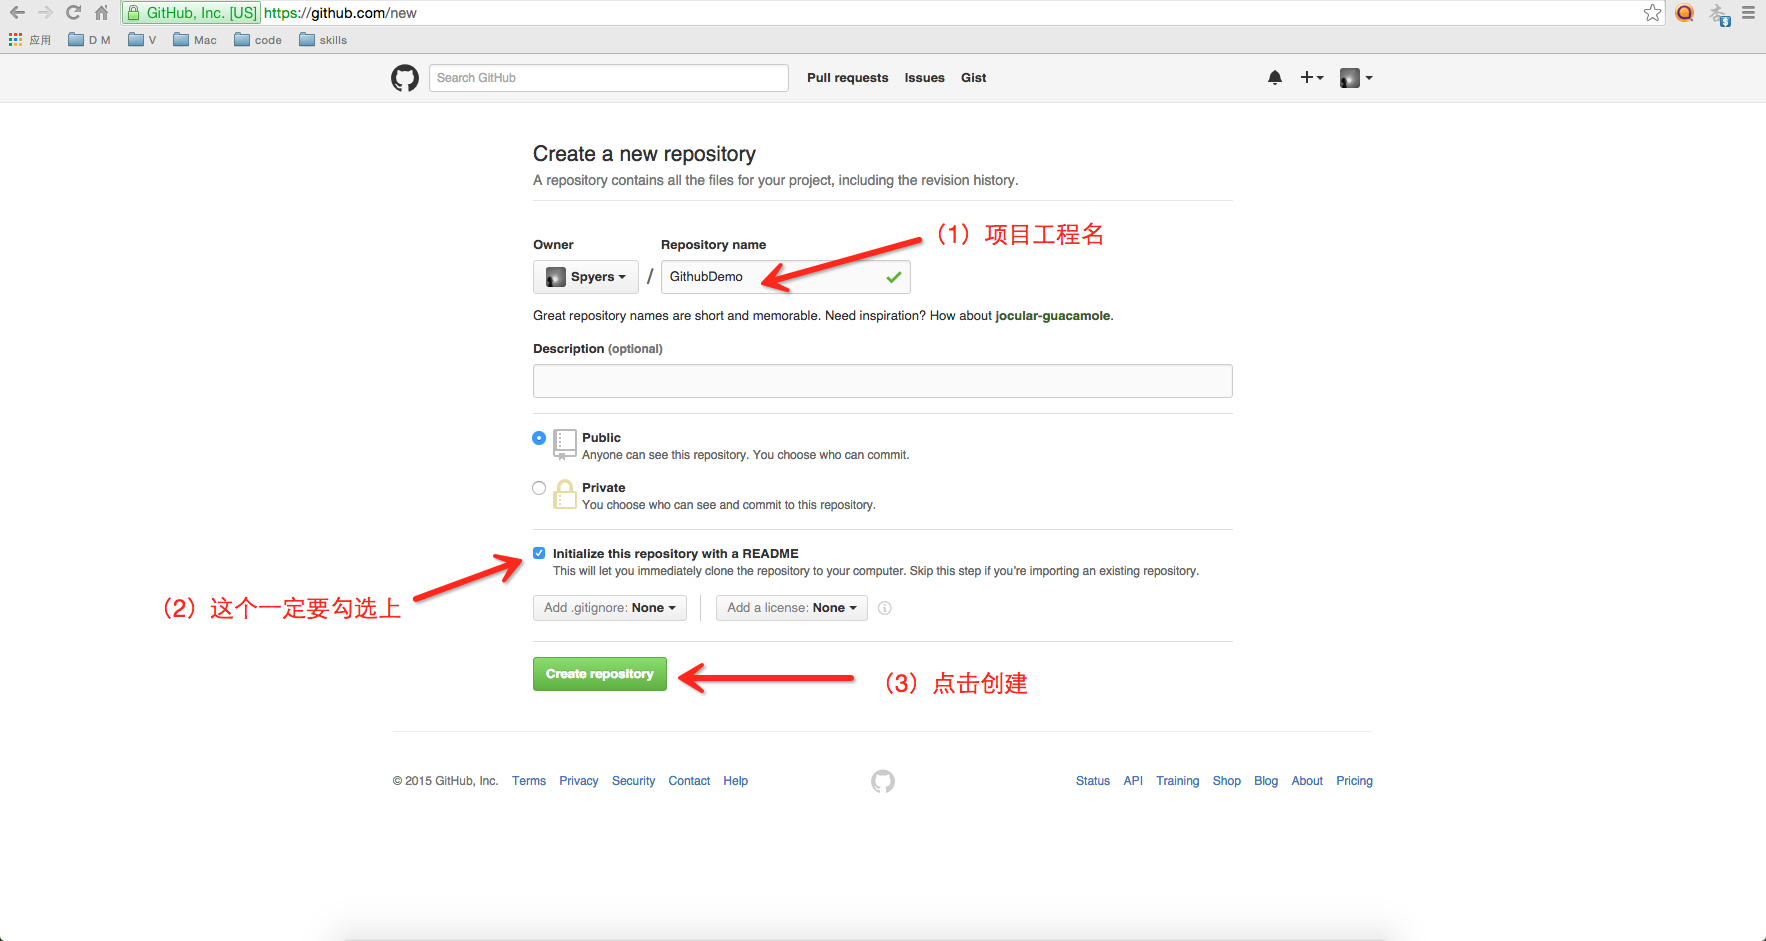 GitHub, Inc. [US] https://github.com/new
应用 D M V Mac code skills
Search GitHub Pull requests Issues Gist
Create a new repository
A repository contains all the files for your project, including the revision history.
（1）项目工程名
Owner Repository name
Spyers / GithubDemo
Great repository names are short and memorable. Need inspiration? How about jocular-guacamole.
Description (optional)
Public
Anyone can see this repository. You choose who can commit.
Private
You choose who can see and commit to this repository.
Initialize this repository with a README
This will let you immediately clone the repository to your computer. Skip this step if you're importing an existing repository.
（2）这个一定要勾选上
Add .gitignore: None Add a license: None
Create repository
（3）点击创建
© 2015 GitHub, Inc. Terms Privacy Security Contact Help Status API Training Shop Blog About Pricing